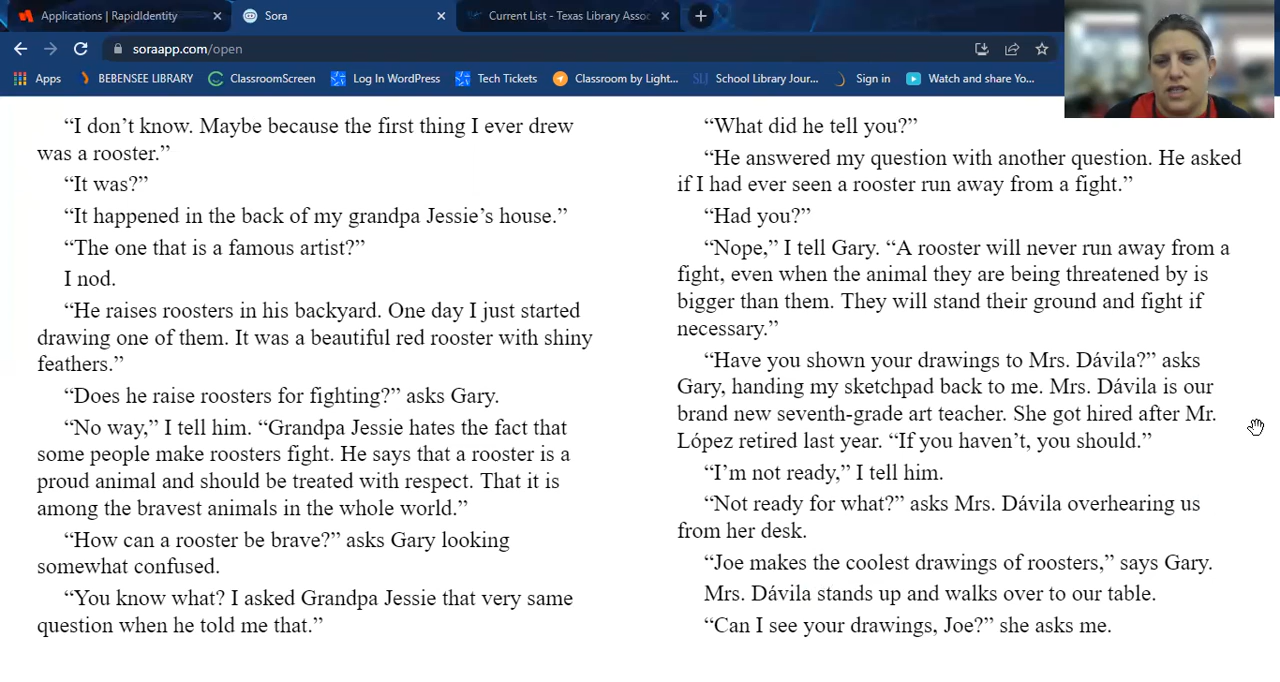 Applications | RapidIdentity
Sora
Current List - Texas Library Assoc
soraapp.com/open
Apps
BEBENSEE LIBRARY
ClassroomScreen
Log In WordPress
Tech Tickets
Classroom by Light...
School Library Jour...
Sign in
Watch and share Yo...
“I don’t know. Maybe because the first thing I ever drew
was a rooster.”
“It was?”
“It happened in the back of my grandpa Jessie’s house.”
“The one that is a famous artist?”
I nod.
“He raises roosters in his backyard. One day I just started
drawing one of them. It was a beautiful red rooster with shiny
feathers.”
“Does he raise roosters for fighting?” asks Gary.
“No way,” I tell him. “Grandpa Jessie hates the fact that
some people make roosters fight. He says that a rooster is a
proud animal and should be treated with respect. That it is
among the bravest animals in the whole world.”
“How can a rooster be brave?” asks Gary looking
somewhat confused.
“You know what? I asked Grandpa Jessie that very same
question when he told me that.”
“What did he tell you?”
“He answered my question with another question. He asked
if I had ever seen a rooster run away from a fight.”
“Had you?”
“Nope,” I tell Gary. “A rooster will never run away from a
fight, even when the animal they are being threatened by is
bigger than them. They will stand their ground and fight if
necessary.”
“Have you shown your drawings to Mrs. Dávila?” asks
Gary, handing my sketchpad back to me. Mrs. Dávila is our
brand new seventh-grade art teacher. She got hired after Mr.
López retired last year. “If you haven’t, you should.”
“I’m not ready,” I tell him.
“Not ready for what?” asks Mrs. Dávila overhearing us
from her desk.
“Joe makes the coolest drawings of roosters,” says Gary.
Mrs. Dávila stands up and walks over to our table.
“Can I see your drawings, Joe?” she asks me.